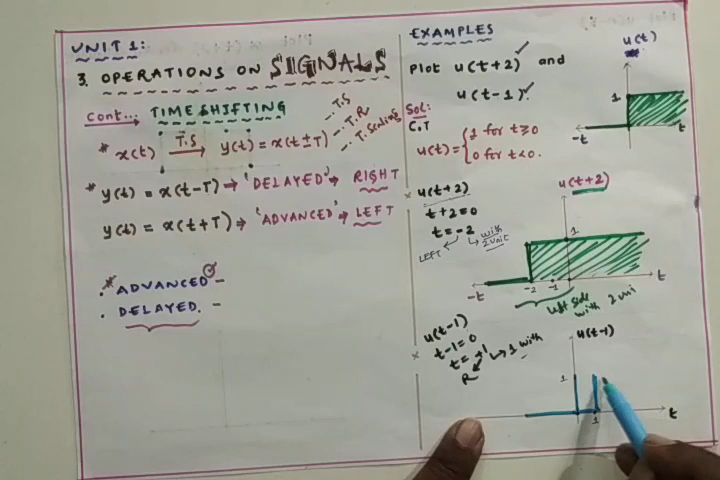 UNIT 1:
3. OPERATIONS ON SIGNALS
Cont... TIME SHIFTING
- T.S
- T.R
- T. Scaling
* x(t) T.S y(t) = x(t±T)
* y(t) = x(t-T) → 'DELAYED' → RIGHT
y(t) = x(t+T) → 'ADVANCED' → LEFT
* ADVANCED -
. DELAYED. -
EXAMPLES
Plot u(t+2) and
u(t-1).
Sol:
C.T
u(t) = { 1 for t≥0
0 for t<0.
u(t)
1
-t t
× u(t+2)
t+2=0
t=-2
LEFT with
2 unit
u(t+2)
1
-2 -1
-t t
Left side
with 2 uni
× u(t-1)
t-1=0
t=+1 → 1 with
R
u(t-1)
1
1 t